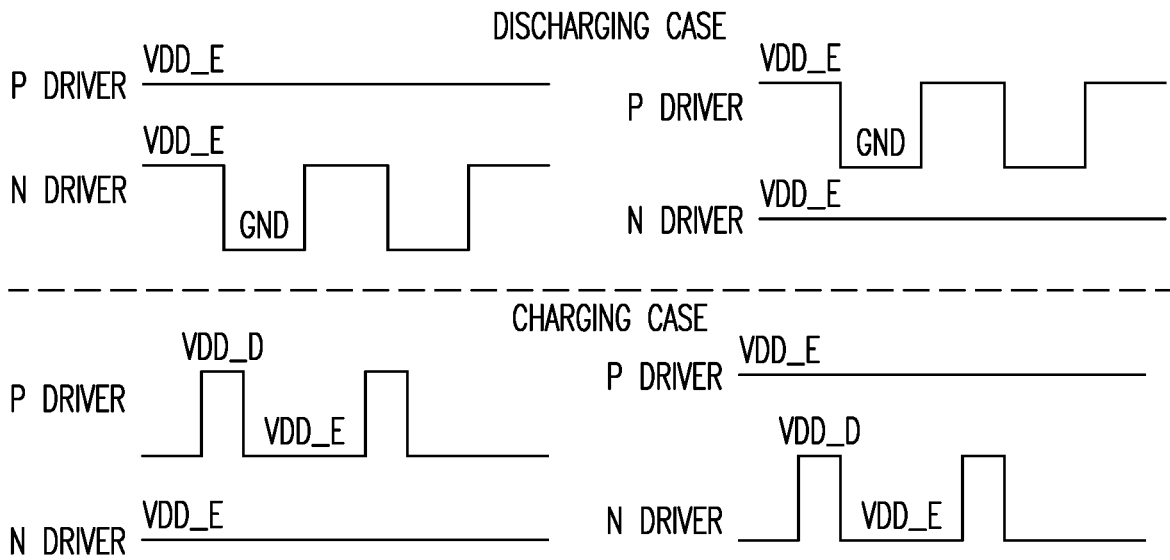 DISCHARGING CASE
VDD_E
P DRIVER
VDD_E
N DRIVER
GND
VDD_E
P DRIVER
GND
VDD_E
N DRIVER
CHARGING CASE
VDD_D
P DRIVER
VDD_E
VDD_E
N DRIVER
VDD_E
P DRIVER
VDD_D
N DRIVER
VDD_E